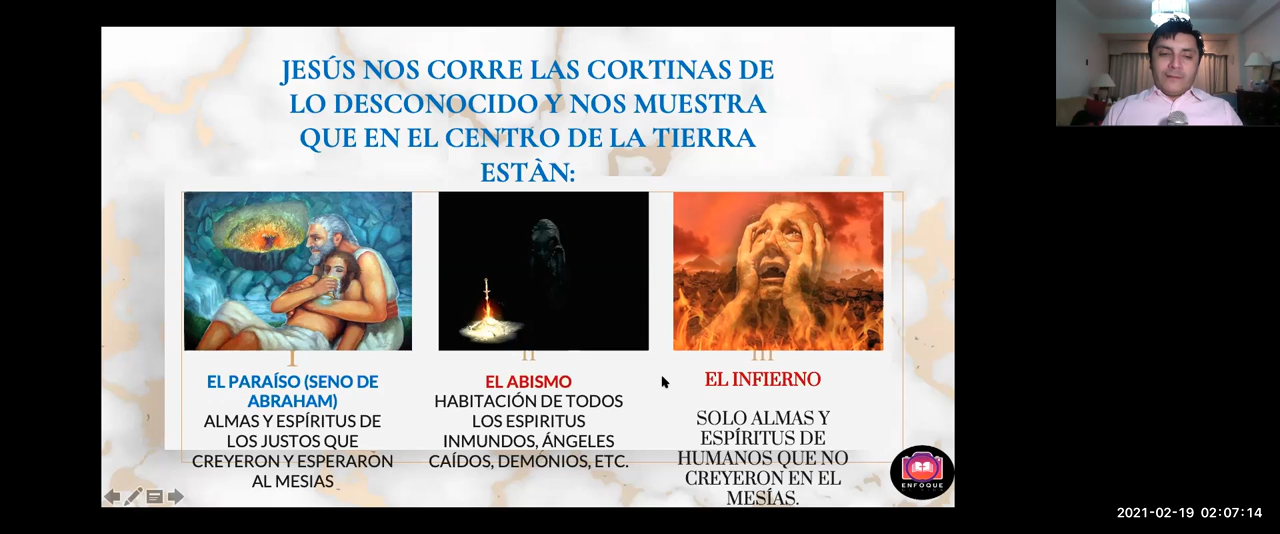 JESÚS NOS CORRE LAS CORTINAS DE
LO DESCONOCIDO Y NOS MUESTRA
QUE EN EL CENTRO DE LA TIERRA
ESTÀN:
I
EL PARAÍSO (SENO DE
ABRAHAM)
ALMAS Y ESPÍRITUS DE
LOS JUSTOS QUE
CREYERON Y ESPERARÒN
AL MESIAS
II
EL ABISMO
HABITACIÓN DE TODOS
LOS ESPIRITUS
INMUNDOS, ÁNGELES
CAÍDOS, DEMONIOS, ETC.
III
EL INFIERNO
SOLO ALMAS Y
ESPÍRITUS DE
HUMANOS QUE NO
CREYERON EN EL
MESÍAS.
ENFOQUE
2021-02-19 02:07:14